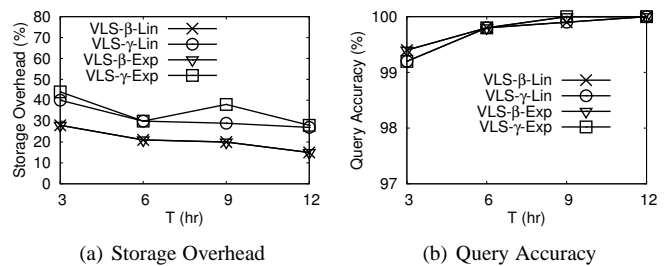 Storage Overhead (%)
80
70
60
50
40
30
20
10
0
VLS-β-Lin
VLS-γ-Lin
VLS-β-Exp
VLS-γ-Exp
3 6 9 12
T (hr)
(a) Storage Overhead
Query Accuracy (%)
100
99
98
97
VLS-β-Lin
VLS-γ-Lin
VLS-β-Exp
VLS-γ-Exp
3 6 9 12
T (hr)
(b) Query Accuracy